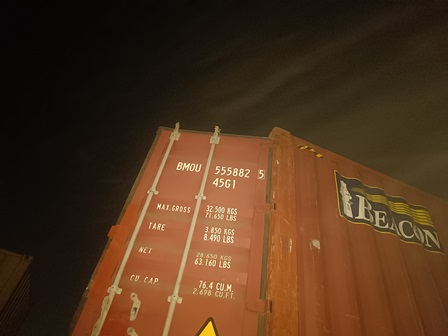 BMOU 555882 5
45G1
MAX.GROSS 32.500 KGS
71.650 LBS
TARE 3.850 KGS
8.490 LBS
NET 28.650 KGS
63.160 LBS
CU. CAP. 76.4 CU.M.
2.698 CU.FT.
BEACON